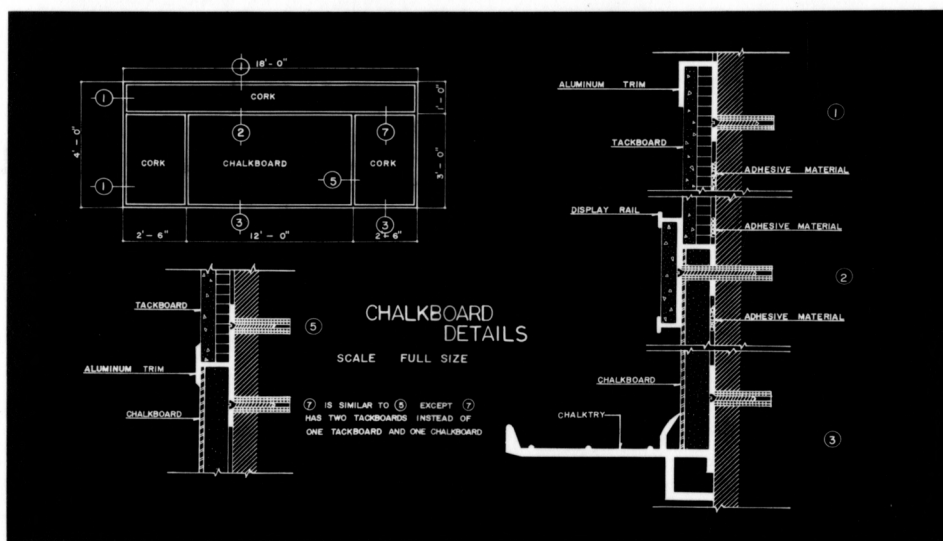 18'-0"
1
CORK
1
2
7
4'-0"
1'-0"
CORK
CHALKBOARD
CORK
5
1
3'-0"
3
3
2'-6"
12'-0"
2'-6"
ALUMINUM TRIM
1
TACKBOARD
ADHESIVE MATERIAL
DISPLAY RAIL
ADHESIVE MATERIAL
2
ADHESIVE MATERIAL
CHALKBOARD
CHALKTRY
3
TACKBOARD
5
ALUMINUM TRIM
CHALKBOARD
CHALKBOARD
DETAILS
SCALE FULL SIZE
7 IS SIMILAR TO 5 EXCEPT 7
HAS TWO TACKBOARDS INSTEAD OF
ONE TACKBOARD AND ONE CHALKBOARD